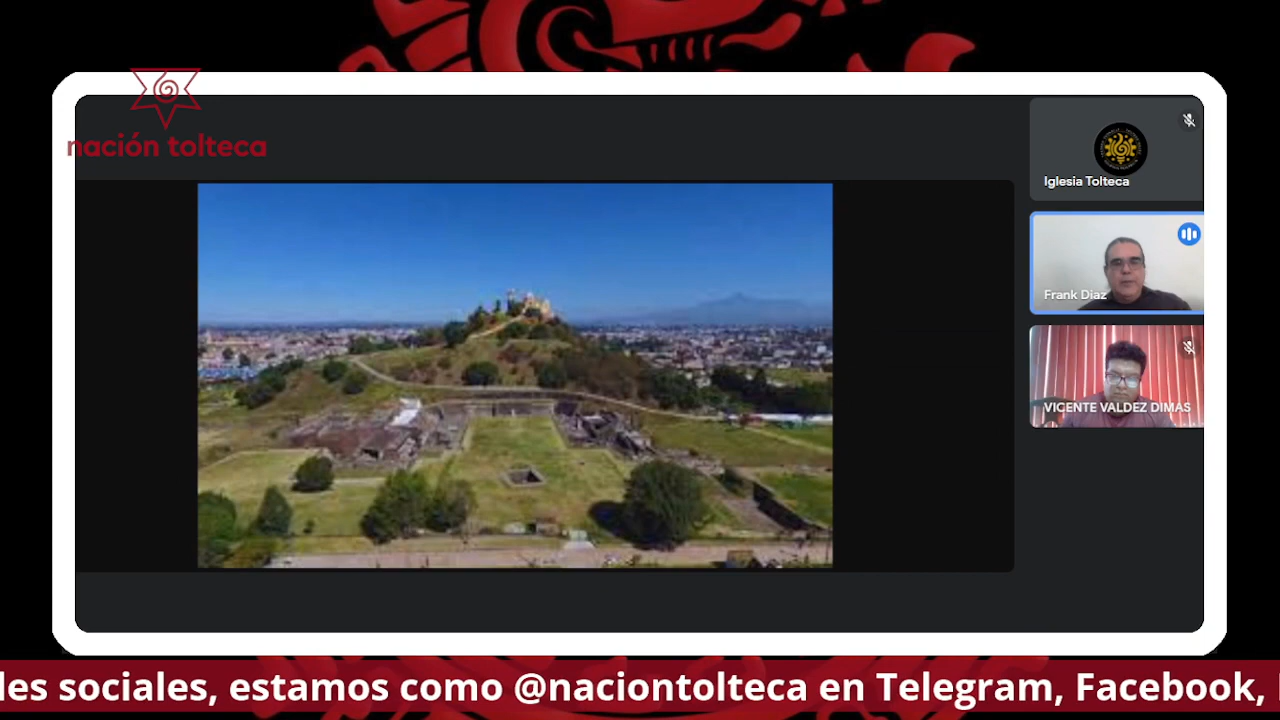 nación tolteca
Iglesia Tolteca
Frank Diaz
VICENTE VALDEZ DIMAS
les sociales, estamos como @naciontolteca en Telegram, Facebook,